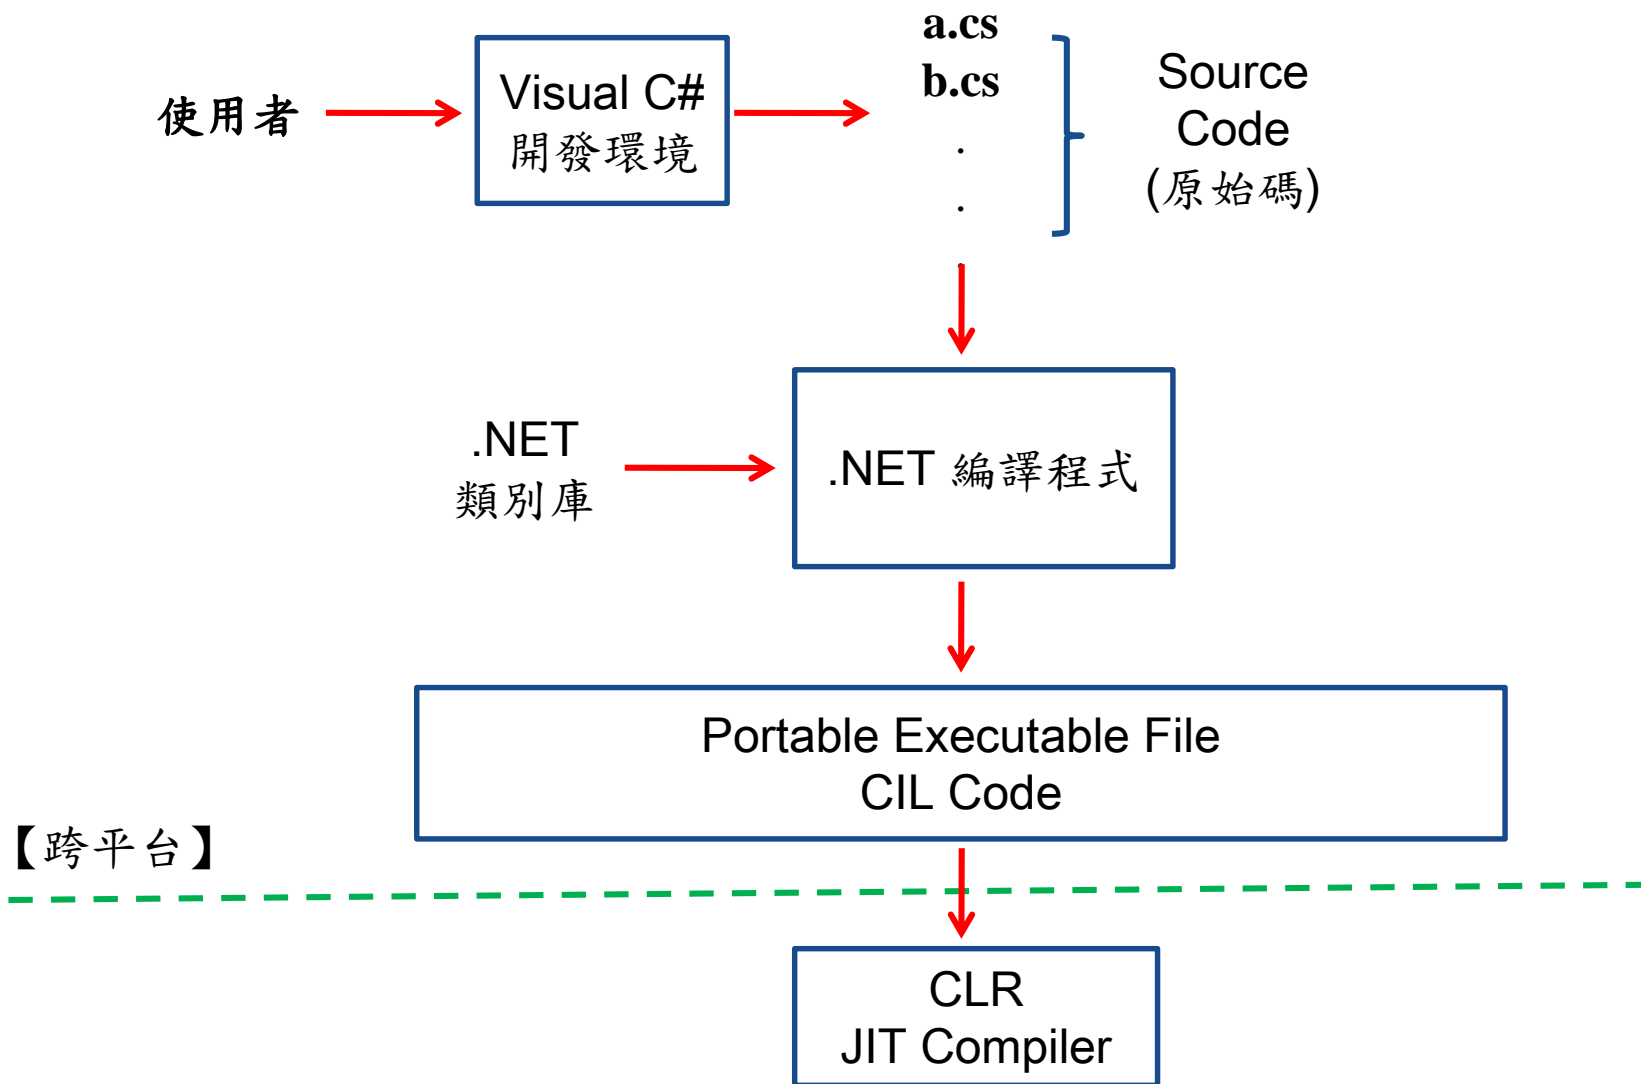 使用者
Visual C#
開發環境
a.cs
b.cs
.
.
.
Source
Code
(原始碼)
.NET
類別庫
.NET 編譯程式
Portable Executable File
CIL Code
【跨平台】
CLR
JIT Compiler